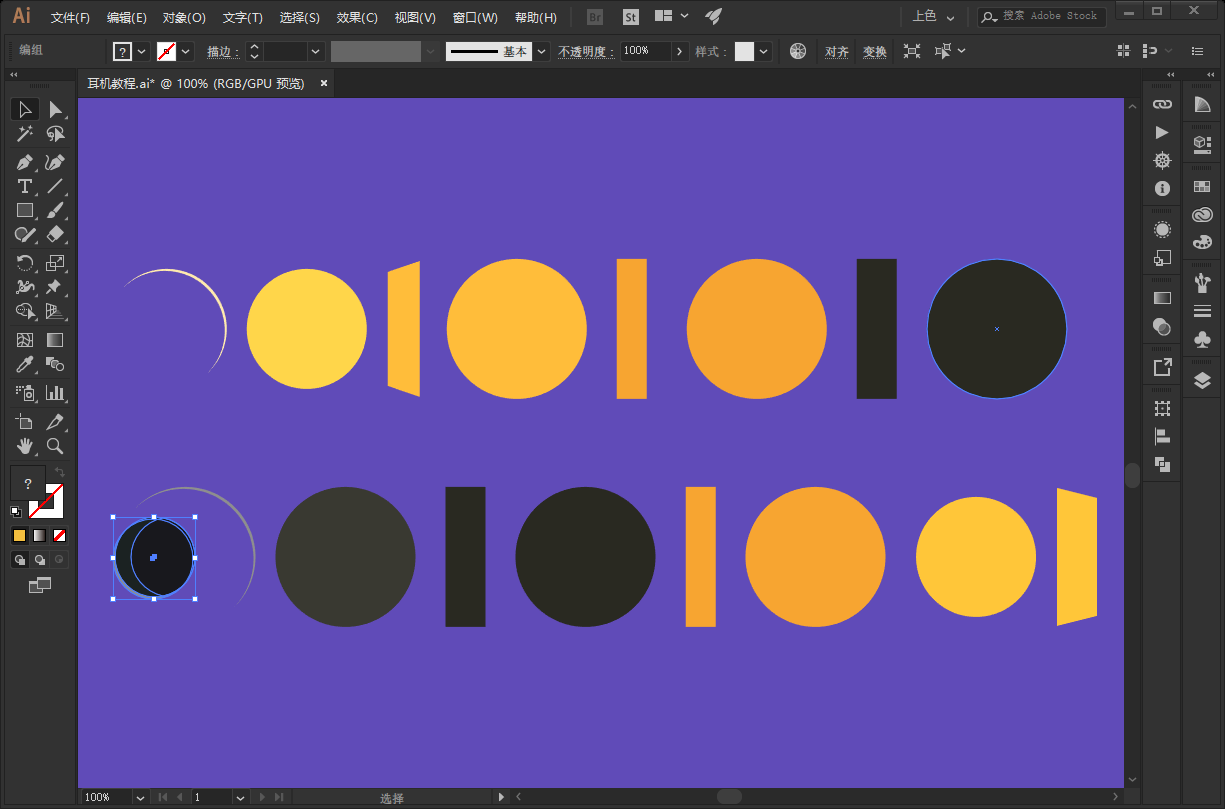 Ai 文件(F) 编辑(E) 对象(O) 文字(T) 选择(S) 效果(C) 视图(V) 窗口(W) 帮助(H) Br St 上色 搜索 Adobe Stock
编组 ? 描边： 基本 不透明度： 100% 样式： 对齐 变换
耳机教程.ai* @ 100% (RGB/GPU 预览) ×
T
?
100% 1 选择